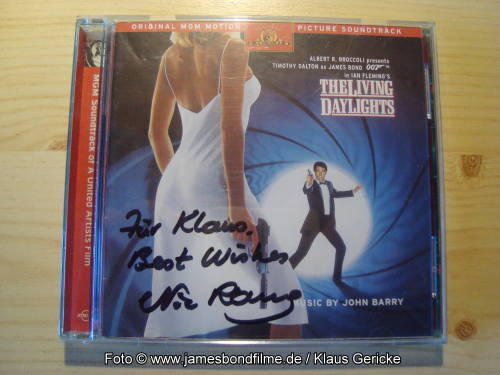 ORIGINAL MGM MOTION PICTURE SOUNDTRACK
ALBERT R. BROCCOLI presents
TIMOTHY DALTON as JAMES BOND 007
in IAN FLEMING'S
THE LIVING
DAYLIGHTS
MGM Soundtrack of A United Artists Film
Für Klaus,
Best Wishes
MUSIC BY JOHN BARRY
Foto © www.jamesbondfilme.de / Klaus Gericke